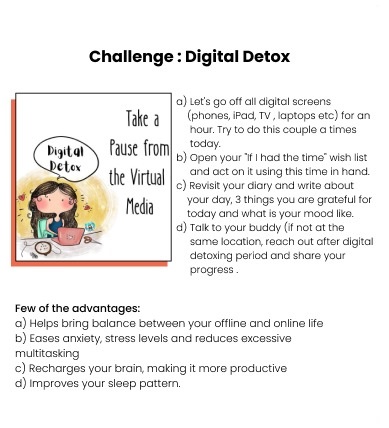 Challenge : Digital Detox
Digital
Detox
Take a
Pause from
the Virtual
Media
a) Let's go off all digital screens
(phones, iPad, TV , laptops etc) for an
hour. Try to do this couple a times
today.
b) Open your "If I had the time" wish list
and act on it using this time in hand.
c) Revisit your diary and write about
your day, 3 things you are grateful for
today and what is your mood like.
d) Talk to your buddy (if not at the
same location, reach out after digital
detoxing period and share your
progress .
Few of the advantages:
a) Helps bring balance between your offline and online life
b) Eases anxiety, stress levels and reduces excessive
multitasking
c) Recharges your brain, making it more productive
d) Improves your sleep pattern.